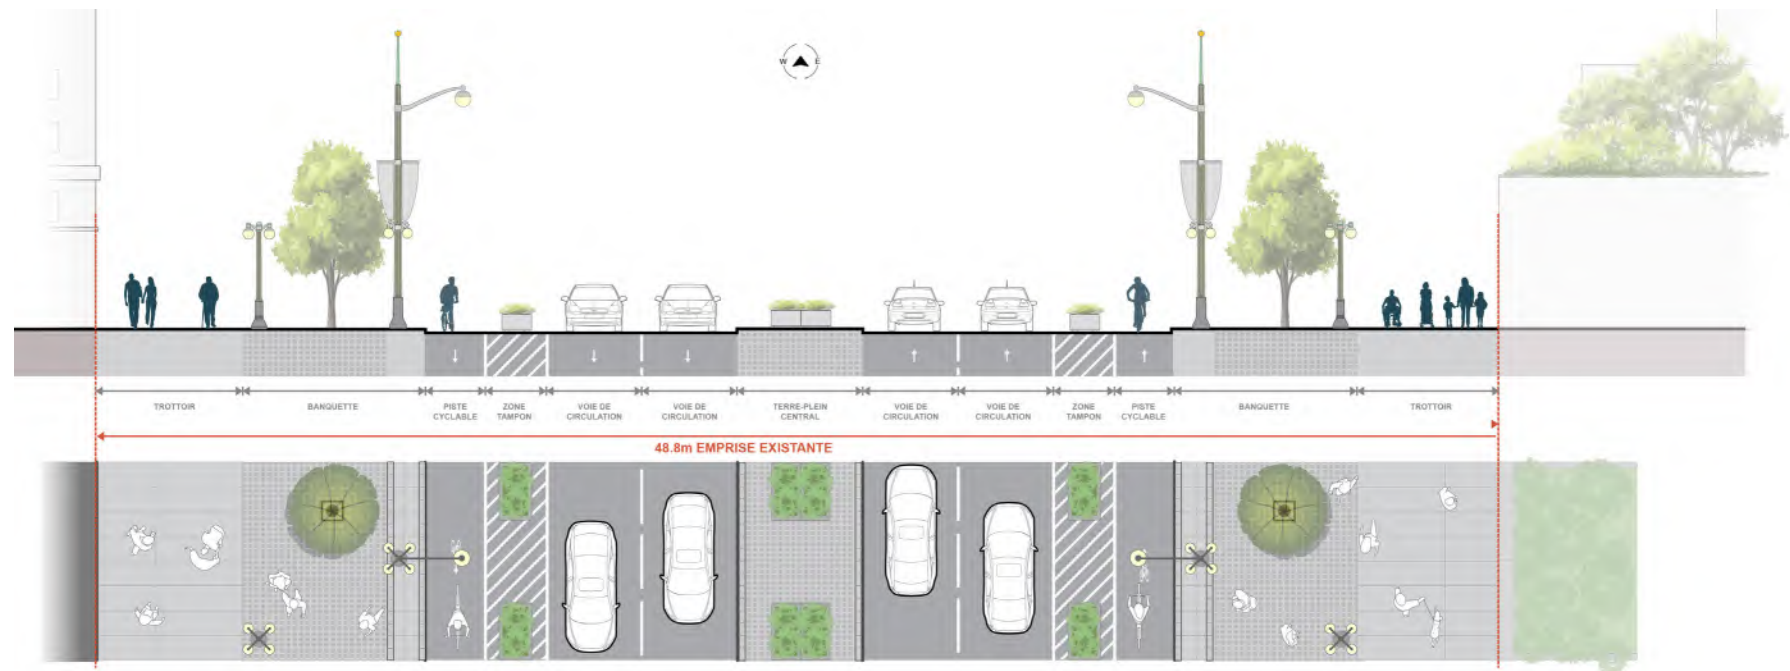 W E
TROTTOIR
BANQUETTE
PISTE
CYCLABLE
ZONE
TAMPON
VOIE DE
CIRCULATION
VOIE DE
CIRCULATION
TERRE-PLEIN
CENTRAL
VOIE DE
CIRCULATION
VOIE DE
CIRCULATION
ZONE
TAMPON
PISTE
CYCLABLE
BANQUETTE
TROTTOIR
48.8m EMPRISE EXISTANTE